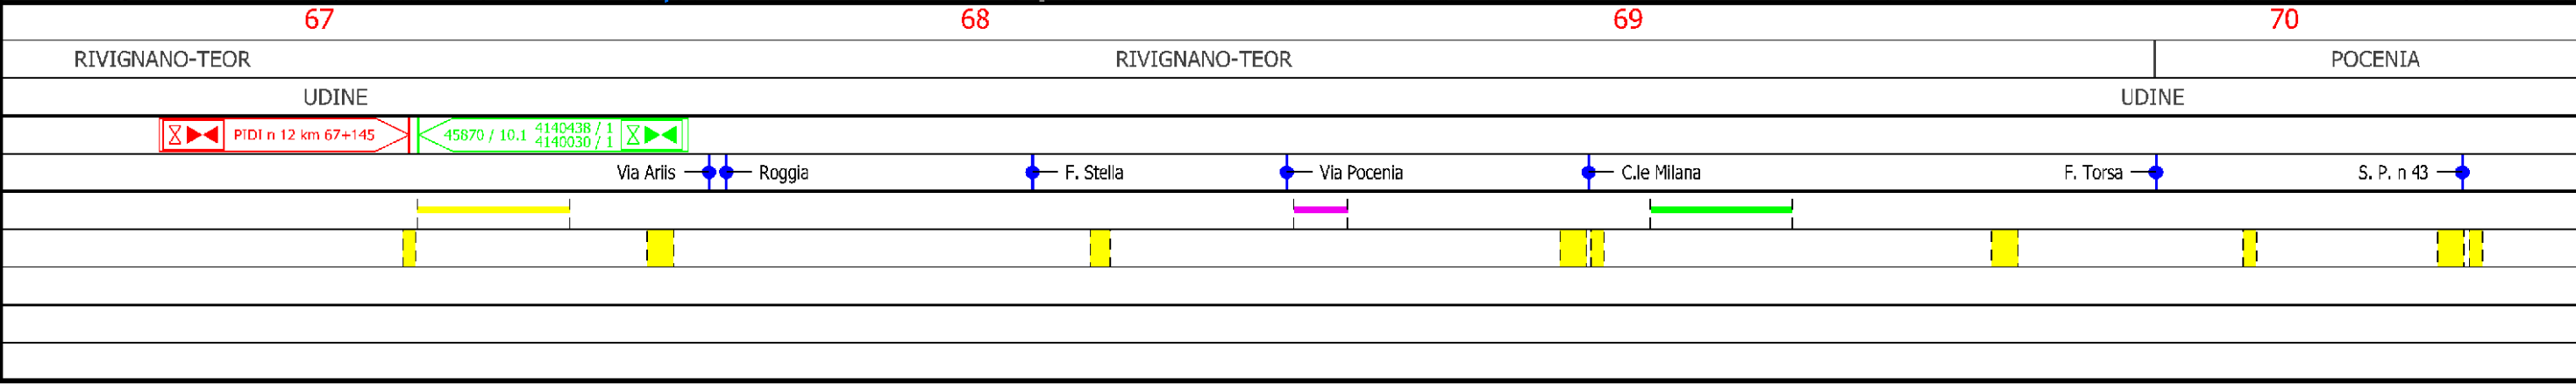 67 68 69 70
RIVIGNANO-TEOR RIVIGNANO-TEOR POCENIA
UDINE UDINE
PIDI n 12 km 67+145 45870 / 10.1 4140438 / 1
4140030 / 1
Via Ariis Roggia F. Stella Via Pocenia C.le Milana F. Torsa S. P. n 43